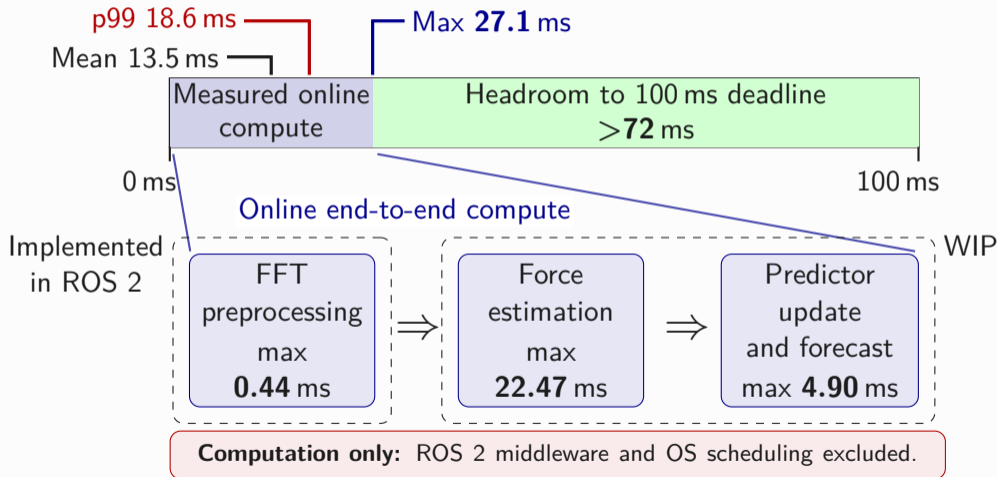 p99 18.6 ms
Max 27.1 ms
Mean 13.5 ms
Measured online
compute
Headroom to 100 ms deadline
>72 ms
0 ms
100 ms
Online end-to-end compute
Implemented
in ROS 2
WIP
FFT
preprocessing
max
0.44 ms
⇒
Force
estimation
max
22.47 ms
⇒
Predictor
update
and forecast
max 4.90 ms
Computation only: ROS 2 middleware and OS scheduling excluded.